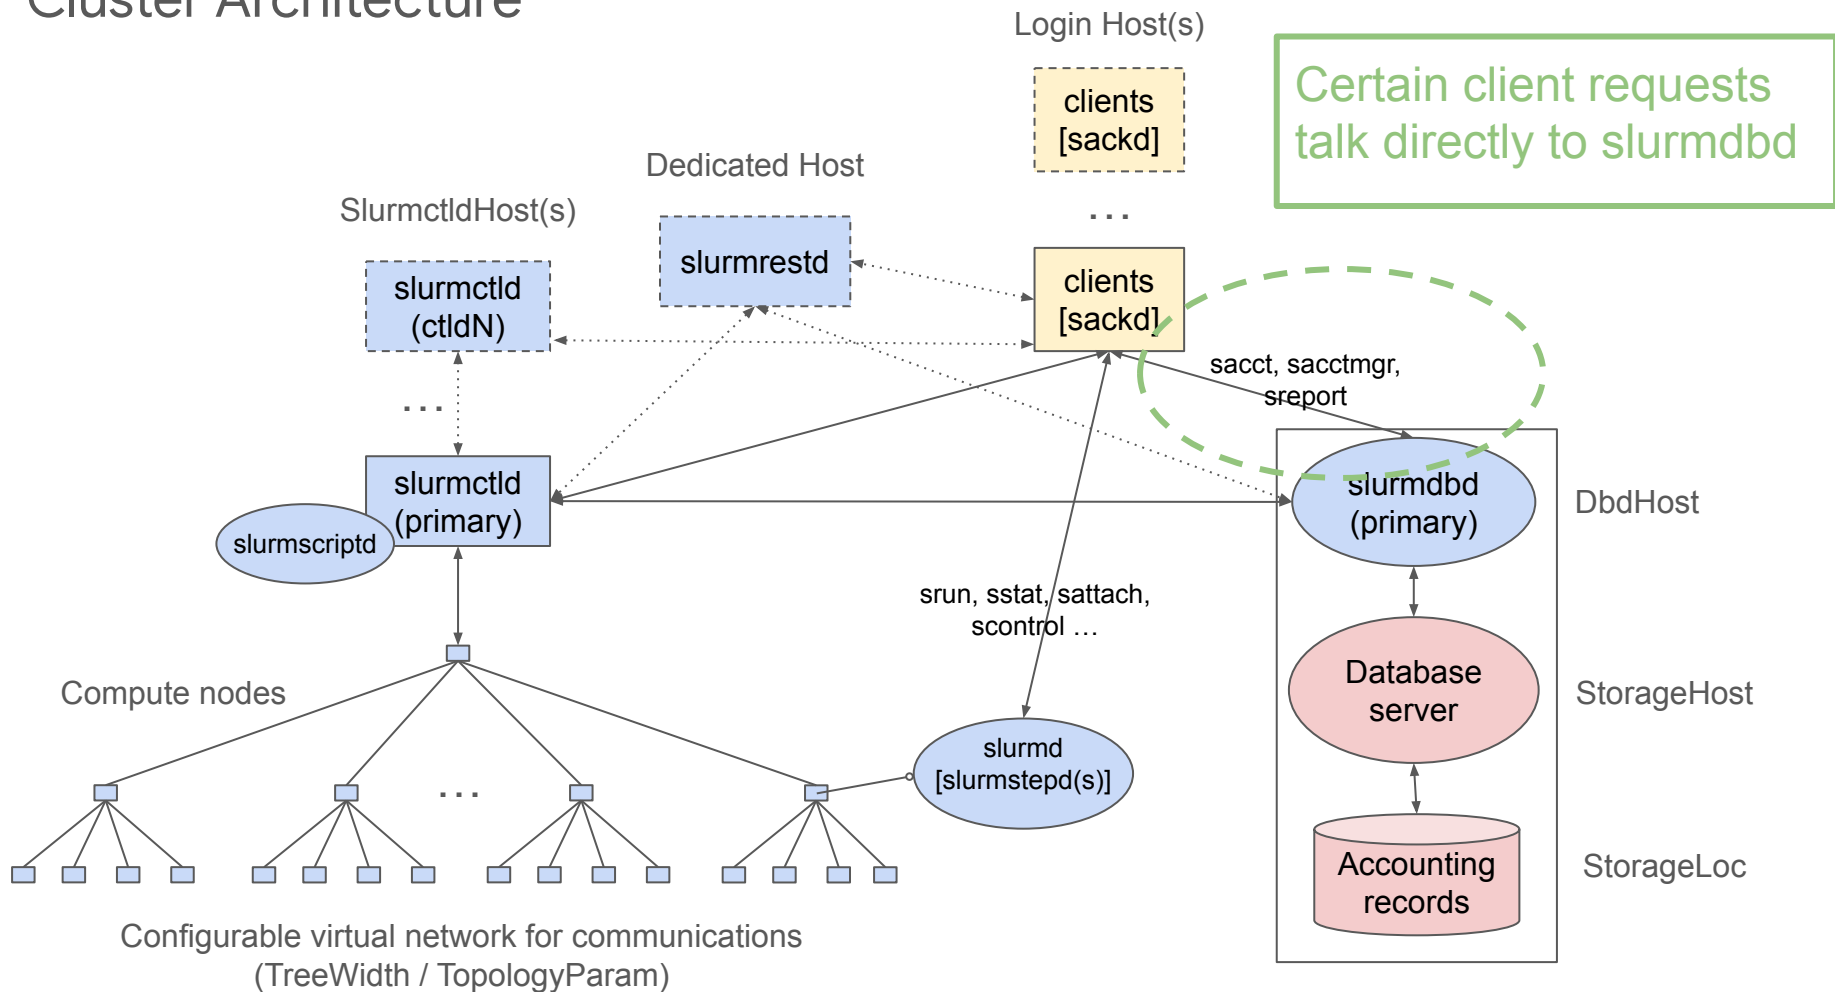 Cluster Architecture
Login Host(s)
clients
[sackd]
Certain client requests
talk directly to slurmdbd
Dedicated Host
SlurmctldHost(s)
...
slurmrestd
clients
[sackd]
slurmctld
(ctldN)
sacct, sacctmgr,
sreport
...
slurmctld
(primary)
slurmscriptd
slurmdbd
(primary)
DbdHost
srun, sstat, sattach,
scontrol …
Compute nodes
Database
server
StorageHost
slurmd
[slurmstepd(s)]
...
Accounting
records
StorageLoc
Configurable virtual network for communications
(TreeWidth / TopologyParam)